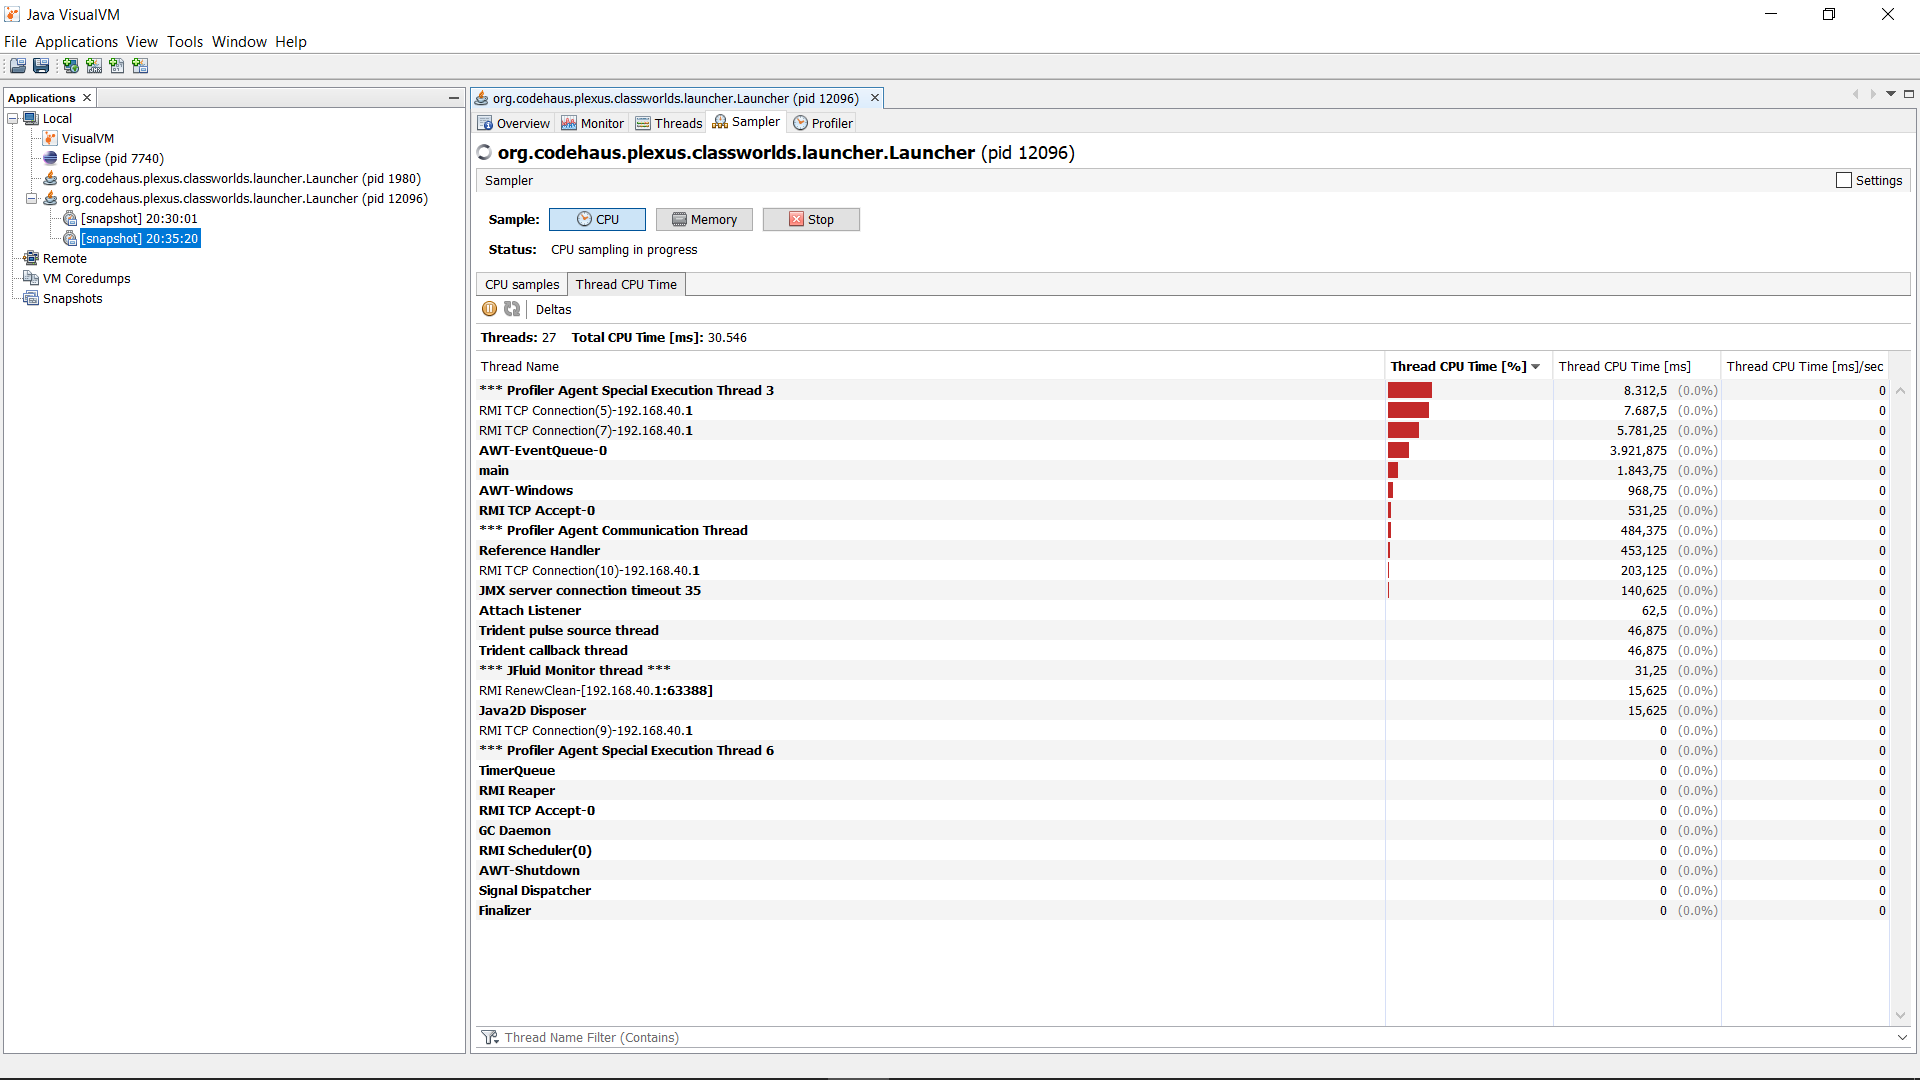 Java VisualVM
File Applications View Tools Window Help
Applications
Local
VisualVM
Eclipse (pid 7740)
org.codehaus.plexus.classworlds.launcher.Launcher (pid 1980)
org.codehaus.plexus.classworlds.launcher.Launcher (pid 12096)
[snapshot] 20:30:01
[snapshot] 20:35:20
Remote
VM Coredumps
Snapshots
org.codehaus.plexus.classworlds.launcher.Launcher (pid 12096)
Overview Monitor Threads Sampler Profiler
org.codehaus.plexus.classworlds.launcher.Launcher (pid 12096)
Sampler Settings
Sample: CPU Memory Stop
Status: CPU sampling in progress
CPU samples Thread CPU Time
Deltas
Threads: 27 Total CPU Time [ms]: 30.546
Thread Name Thread CPU Time [%] Thread CPU Time [ms] Thread CPU Time [ms]/sec
*** Profiler Agent Special Execution Thread 3 8.312,5 (0.0%) 0
RMI TCP Connection(5)-192.168.40.1 7.687,5 (0.0%) 0
RMI TCP Connection(7)-192.168.40.1 5.781,25 (0.0%) 0
AWT-EventQueue-0 3.921,875 (0.0%) 0
main 1.843,75 (0.0%) 0
AWT-Windows 968,75 (0.0%) 0
RMI TCP Accept-0 531,25 (0.0%) 0
*** Profiler Agent Communication Thread 484,375 (0.0%) 0
Reference Handler 453,125 (0.0%) 0
RMI TCP Connection(10)-192.168.40.1 203,125 (0.0%) 0
JMX server connection timeout 35 140,625 (0.0%) 0
Attach Listener 62,5 (0.0%) 0
Trident pulse source thread 46,875 (0.0%) 0
Trident callback thread 46,875 (0.0%) 0
*** JFluid Monitor thread *** 31,25 (0.0%) 0
RMI RenewClean-[192.168.40.1:63388] 15,625 (0.0%) 0
Java2D Disposer 15,625 (0.0%) 0
RMI TCP Connection(9)-192.168.40.1 0 (0.0%) 0
*** Profiler Agent Special Execution Thread 6 0 (0.0%) 0
TimerQueue 0 (0.0%) 0
RMI Reaper 0 (0.0%) 0
RMI TCP Accept-0 0 (0.0%) 0
GC Daemon 0 (0.0%) 0
RMI Scheduler(0) 0 (0.0%) 0
AWT-Shutdown 0 (0.0%) 0
Signal Dispatcher 0 (0.0%) 0
Finalizer 0 (0.0%) 0
Thread Name Filter (Contains)